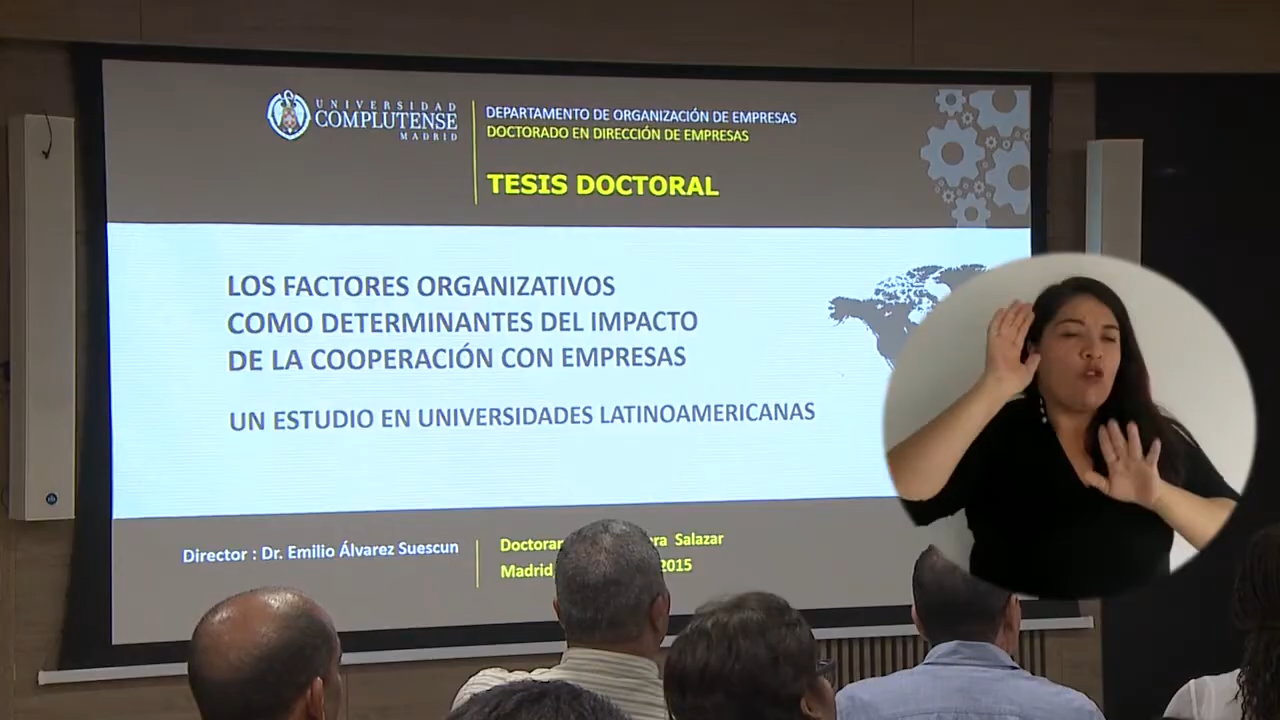 UNIVERSIDAD
COMPLUTENSE
MADRID
DEPARTAMENTO DE ORGANIZACIÓN DE EMPRESAS
DOCTORADO EN DIRECCIÓN DE EMPRESAS
TESIS DOCTORAL
LOS FACTORES ORGANIZATIVOS
COMO DETERMINANTES DEL IMPACTO
DE LA COOPERACIÓN CON EMPRESAS
UN ESTUDIO EN UNIVERSIDADES LATINOAMERICANAS
Director : Dr. Emilio Álvarez Suescun
Salazar
Madrid 2015